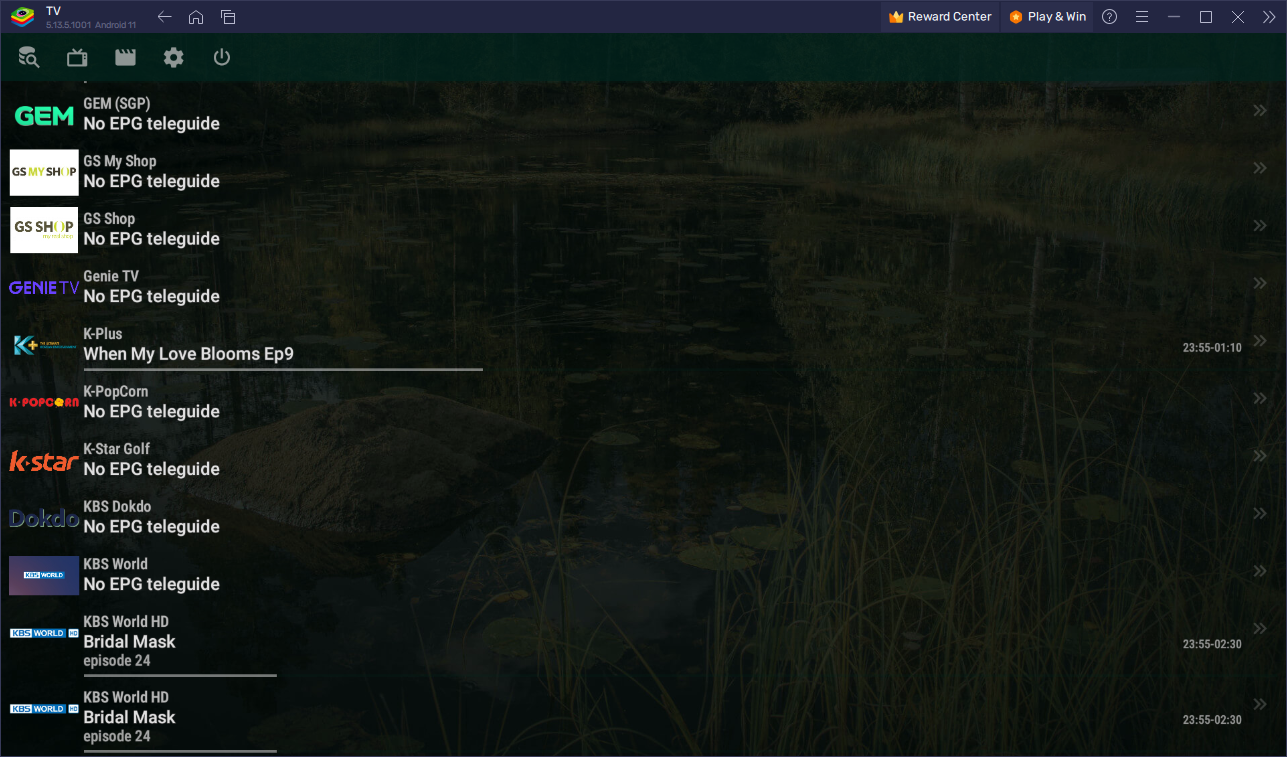 TV
5.13.5.1001 Android 11
Reward Center
Play & Win
GEM
GEM (SGP)
No EPG teleguide
GS MY SHOP
GS My Shop
No EPG teleguide
GS SHOP
GS Shop
No EPG teleguide
GENIE TV
Genie TV
No EPG teleguide
K+
K-Plus
When My Love Blooms Ep9
23:55-01:10
K·POPCORN
K-PopCorn
No EPG teleguide
k·star
K-Star Golf
No EPG teleguide
Dokdo
KBS Dokdo
No EPG teleguide
KBS WORLD
KBS World
No EPG teleguide
KBS WORLD HD
KBS World HD
Bridal Mask
episode 24
23:55-02:30
KBS WORLD HD
KBS World HD
Bridal Mask
episode 24
23:55-02:30